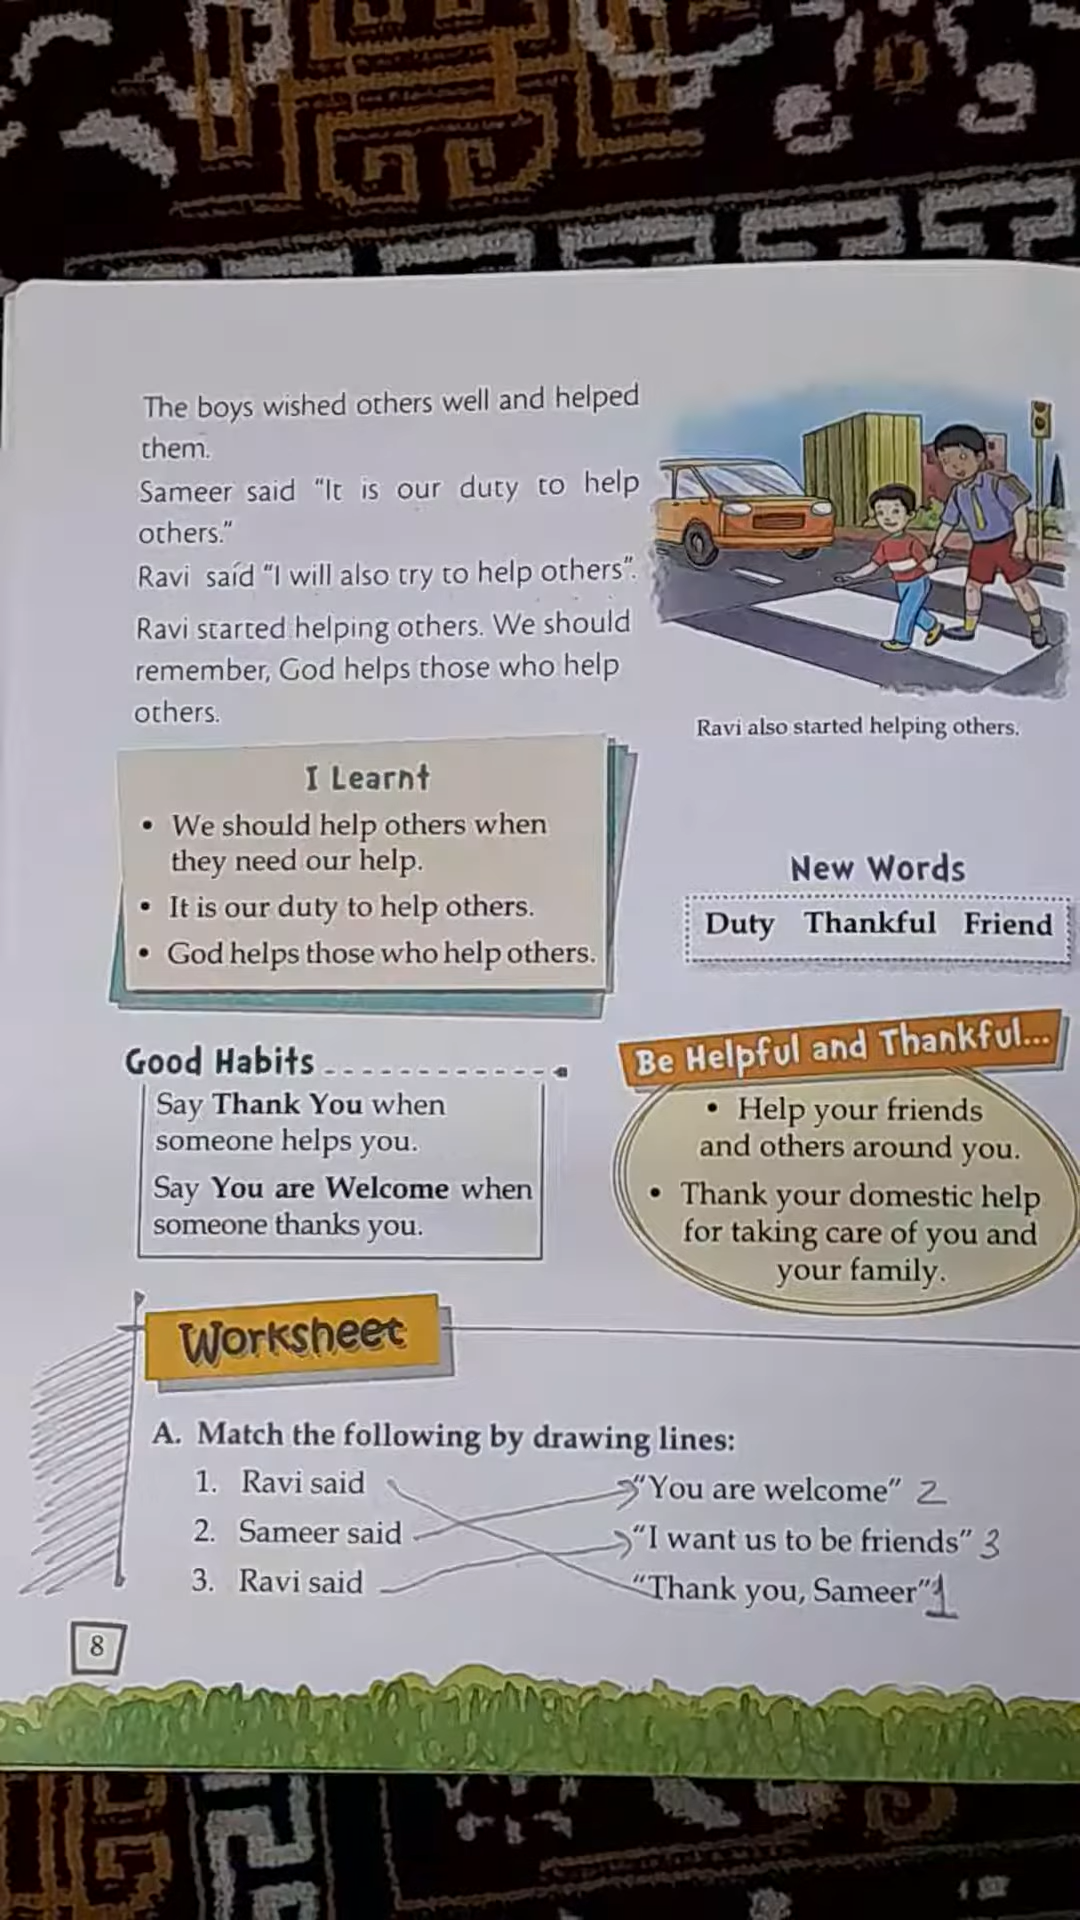 The boys wished others well and helped
them.
Sameer said "It is our duty to help
others."
Ravi said "I will also try to help others".
Ravi started helping others. We should
remember, God helps those who help
others.
Ravi also started helping others.
I Learnt
• We should help others when
they need our help.
• It is our duty to help others.
• God helps those who help others.
New Words
Duty Thankful Friend
Good Habits
Say Thank You when
someone helps you.
Say You are Welcome when
someone thanks you.
Be Helpful and Thankful...
• Help your friends
and others around you.
• Thank your domestic help
for taking care of you and
your family.
Worksheet
A. Match the following by drawing lines:
1. Ravi said "You are welcome" 2
2. Sameer said "I want us to be friends" 3
3. Ravi said "Thank you, Sameer" 1
8